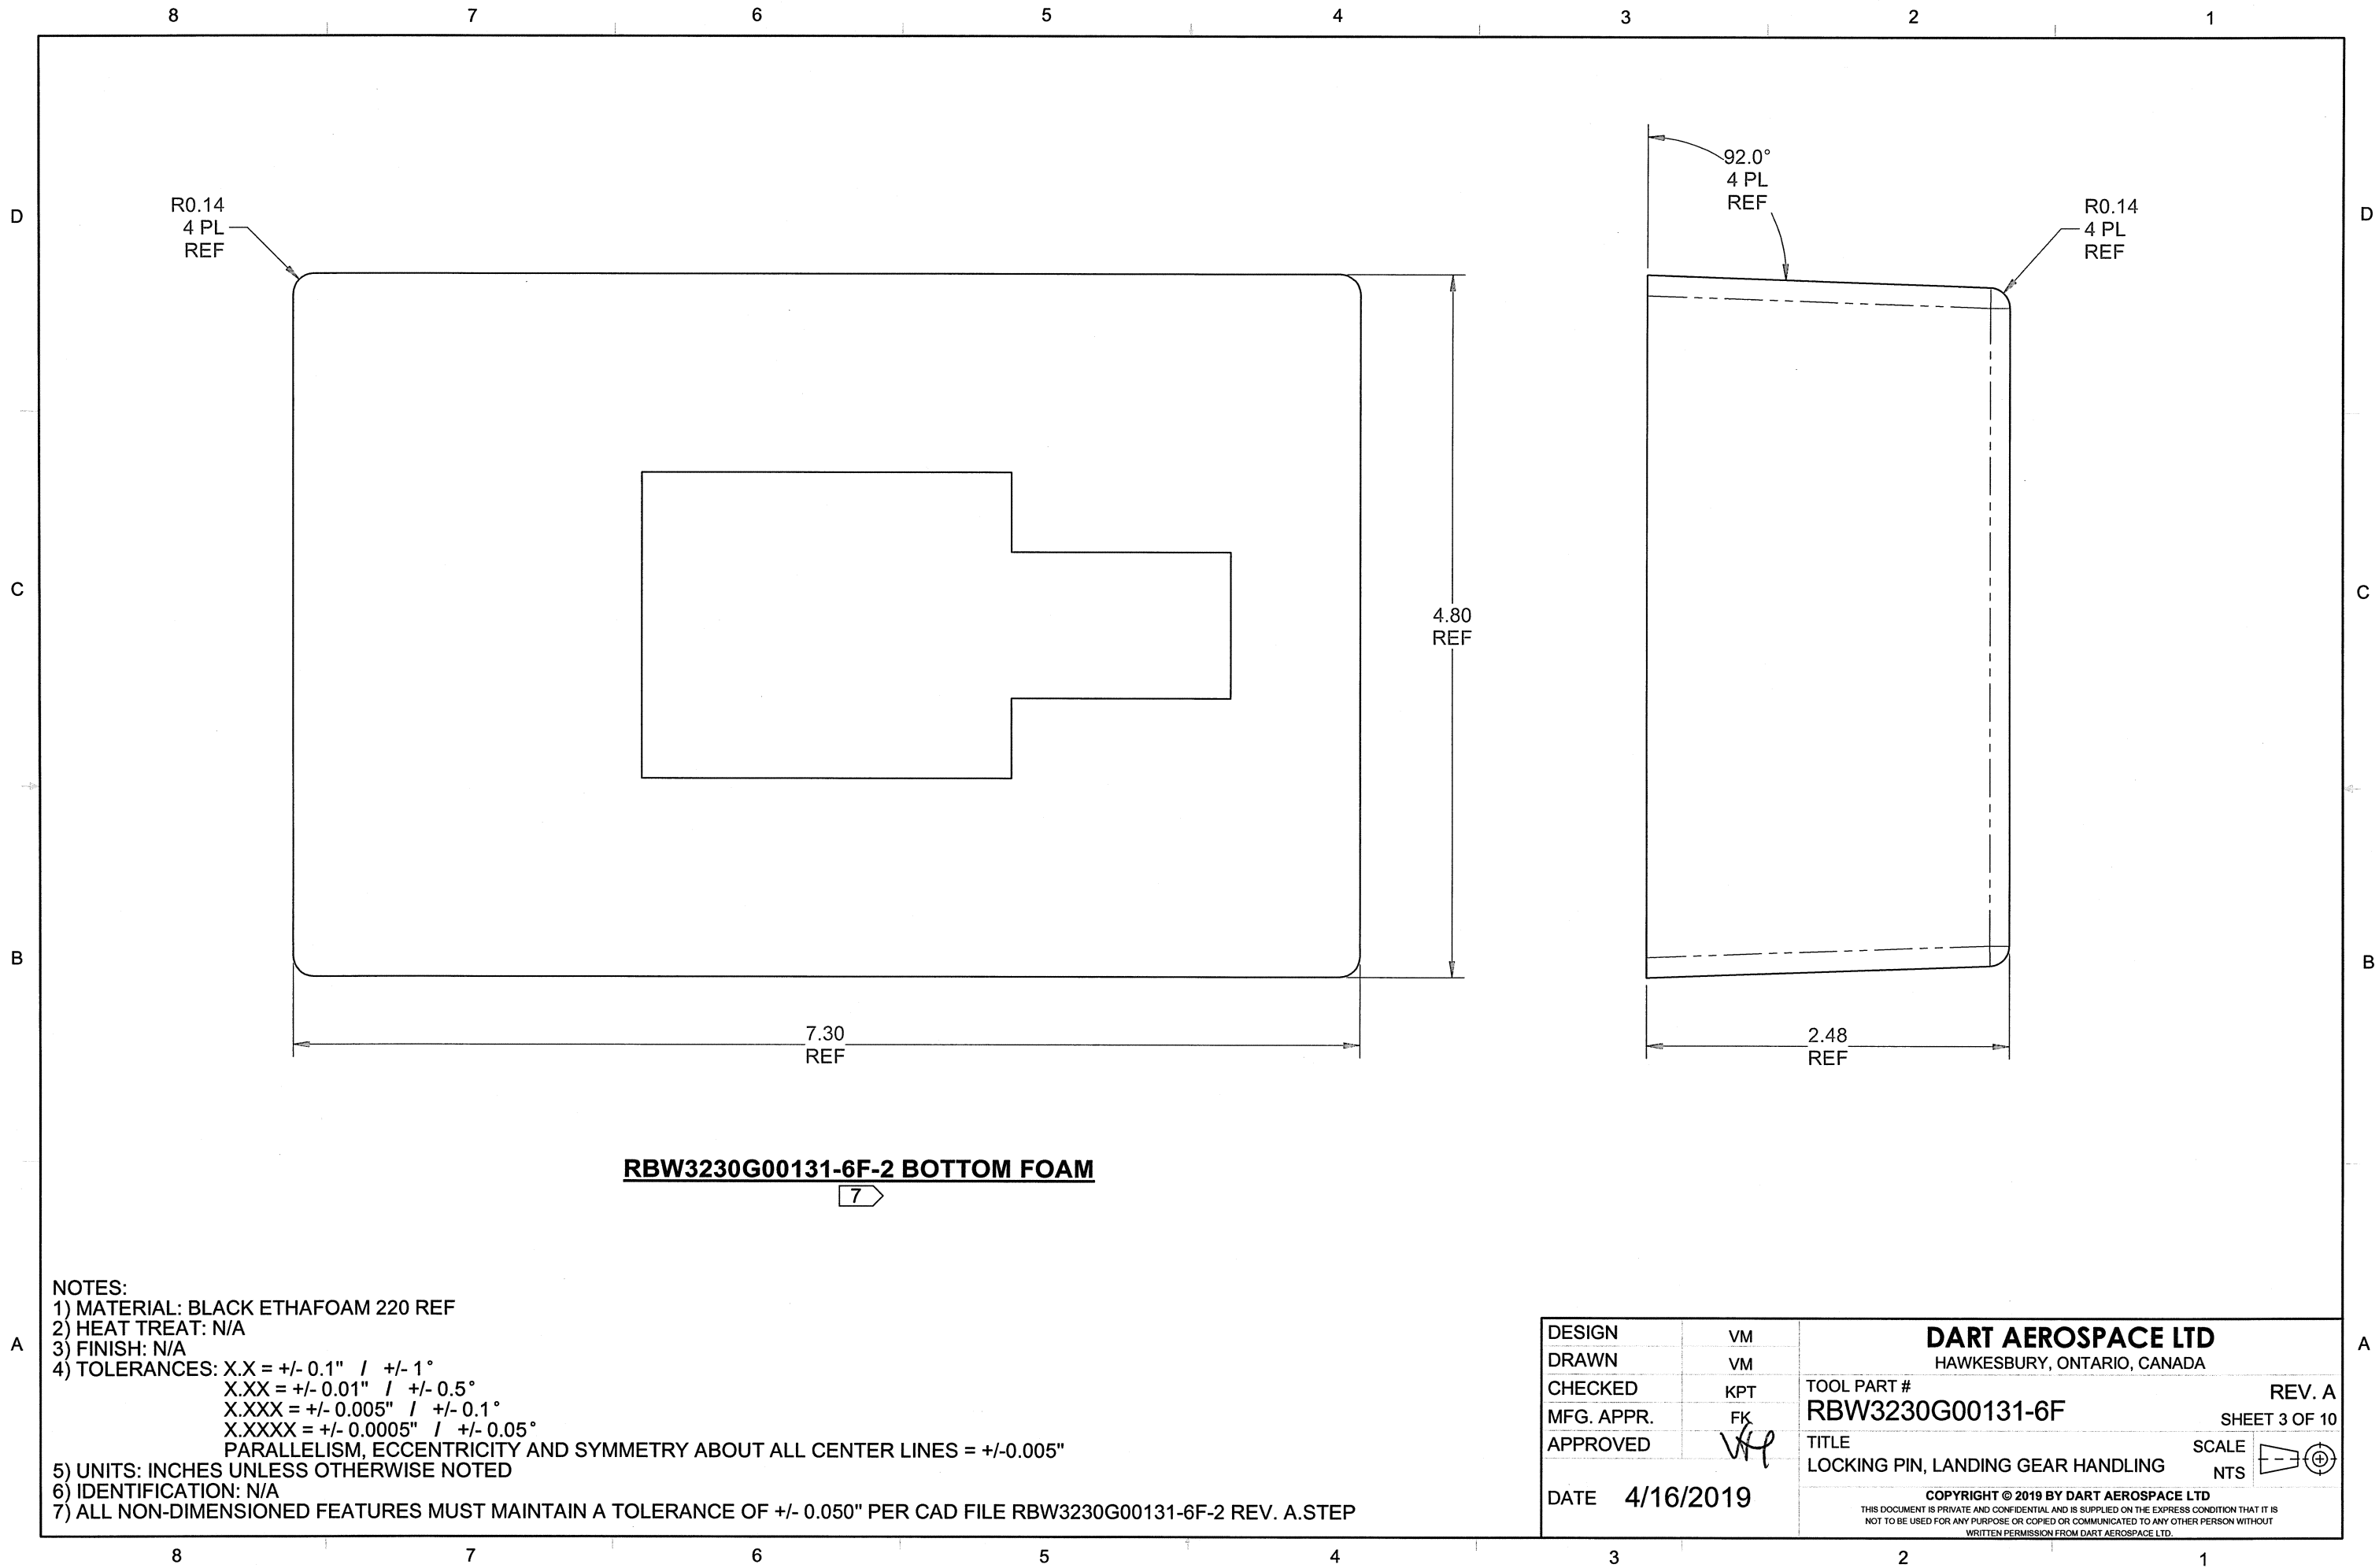 8 7 6 5 4 3 2 1
D
D
C
C
B
B
A
A
R0.14
4 PL
REF
92.0°
4 PL
REF
R0.14
4 PL
REF
4.80
REF
7.30
REF
2.48
REF
RBW3230G00131-6F-2 BOTTOM FOAM
7
NOTES:
1) MATERIAL: BLACK ETHAFOAM 220 REF
2) HEAT TREAT: N/A
3) FINISH: N/A
4) TOLERANCES: X.X = +/- 0.1" / +/- 1°
X.XX = +/- 0.01" / +/- 0.5°
X.XXX = +/- 0.005" / +/- 0.1°
X.XXXX = +/- 0.0005" / +/- 0.05°
PARALLELISM, ECCENTRICITY AND SYMMETRY ABOUT ALL CENTER LINES = +/-0.005"
5) UNITS: INCHES UNLESS OTHERWISE NOTED
6) IDENTIFICATION: N/A
7) ALL NON-DIMENSIONED FEATURES MUST MAINTAIN A TOLERANCE OF +/- 0.050" PER CAD FILE RBW3230G00131-6F-2 REV. A.STEP
DESIGN VM
DRAWN VM
CHECKED KPT
MFG. APPR. FK
APPROVED
DATE 4/16/2019
DART AEROSPACE LTD
HAWKESBURY, ONTARIO, CANADA
TOOL PART #
RBW3230G00131-6F
REV. A
SHEET 3 OF 10
TITLE
LOCKING PIN, LANDING GEAR HANDLING
SCALE
NTS
COPYRIGHT © 2019 BY DART AEROSPACE LTD
THIS DOCUMENT IS PRIVATE AND CONFIDENTIAL AND IS SUPPLIED ON THE EXPRESS CONDITION THAT IT IS
NOT TO BE USED FOR ANY PURPOSE OR COPIED OR COMMUNICATED TO ANY OTHER PERSON WITHOUT
WRITTEN PERMISSION FROM DART AEROSPACE LTD.
8 7 6 5 4 3 2 1